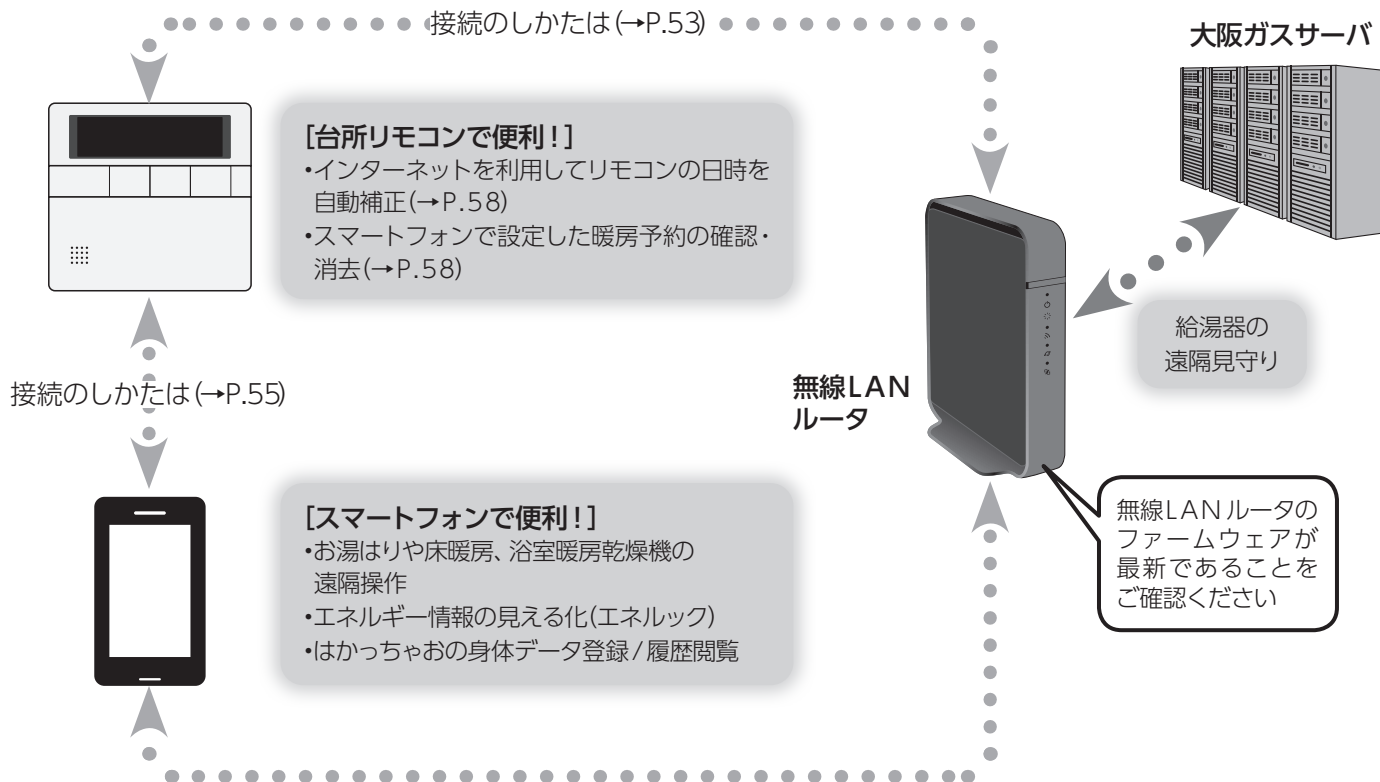 接続のしかたは(→P.53)
大阪ガスサーバ
[台所リモコンで便利！]
•インターネットを利用してリモコンの日時を
自動補正(→P.58)
•スマートフォンで設定した暖房予約の確認・
消去(→P.58)
給湯器の
遠隔見守り
接続のしかたは(→P.55)
無線LAN
ルータ
[スマートフォンで便利！]
•お湯はりや床暖房、浴室暖房乾燥機の
遠隔操作
•エネルギー情報の見える化(エネルック)
•はかっちゃおの身体データ登録/履歴閲覧
無線LANルータの
ファームウェアが
最新であることを
ご確認ください